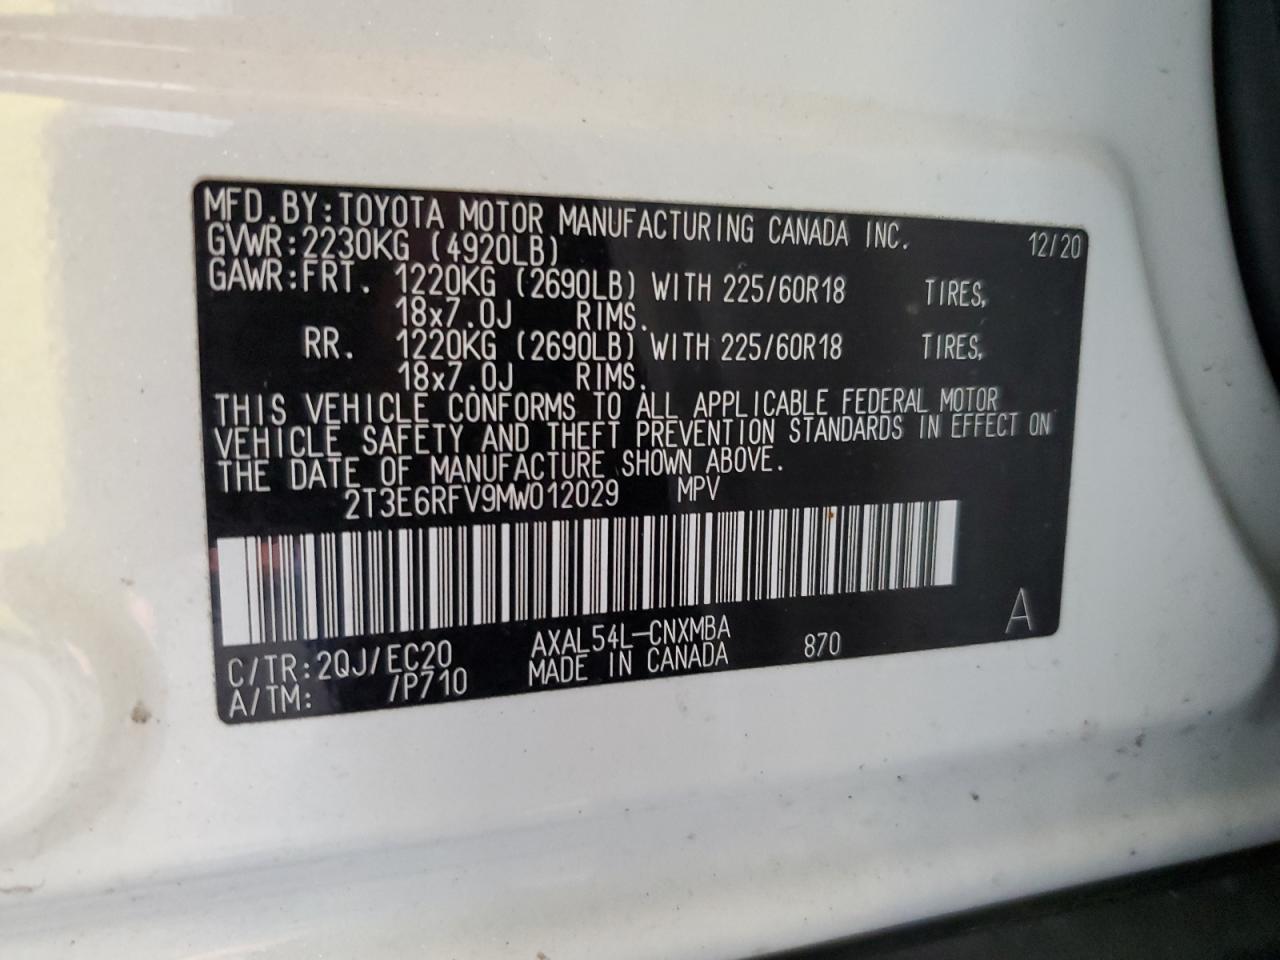 MFD.BY:TOYOTA MOTOR MANUFACTURING CANADA INC. 12/20
GVWR:2230KG (4920LB)
GAWR:FRT. 1220KG (2690LB) WITH 225/60R18 TIRES,
18x7.0J RIMS.
RR. 1220KG (2690LB) WITH 225/60R18 TIRES,
18x7.0J RIMS.
THIS VEHICLE CONFORMS TO ALL APPLICABLE FEDERAL MOTOR
VEHICLE SAFETY AND THEFT PREVENTION STANDARDS IN EFFECT ON
THE DATE OF MANUFACTURE SHOWN ABOVE.
2T3E6RFV9MW012029 MPV
A
C/TR:2QJ/EC20 AXAL54L-CNXMBA 870
A/TM: /P710 MADE IN CANADA